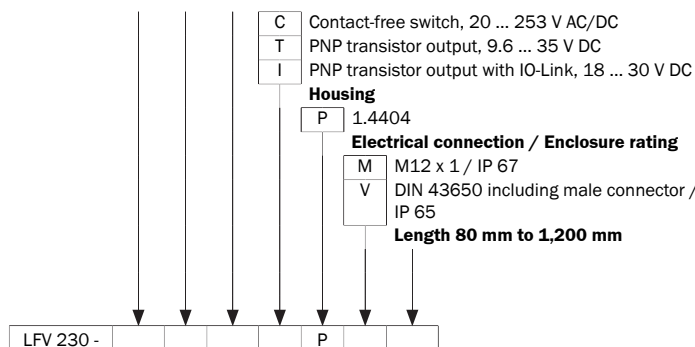 C Contact-free switch, 20 ... 253 V AC/DC
T PNP transistor output, 9.6 ... 35 V DC
I PNP transistor output with IO-Link, 18 ... 30 V DC
Housing
P 1.4404
Electrical connection / Enclosure rating
M M12 x 1 / IP 67
V DIN 43650 including male connector /
IP 65
Length 80 mm to 1,200 mm
LFV 230 - P